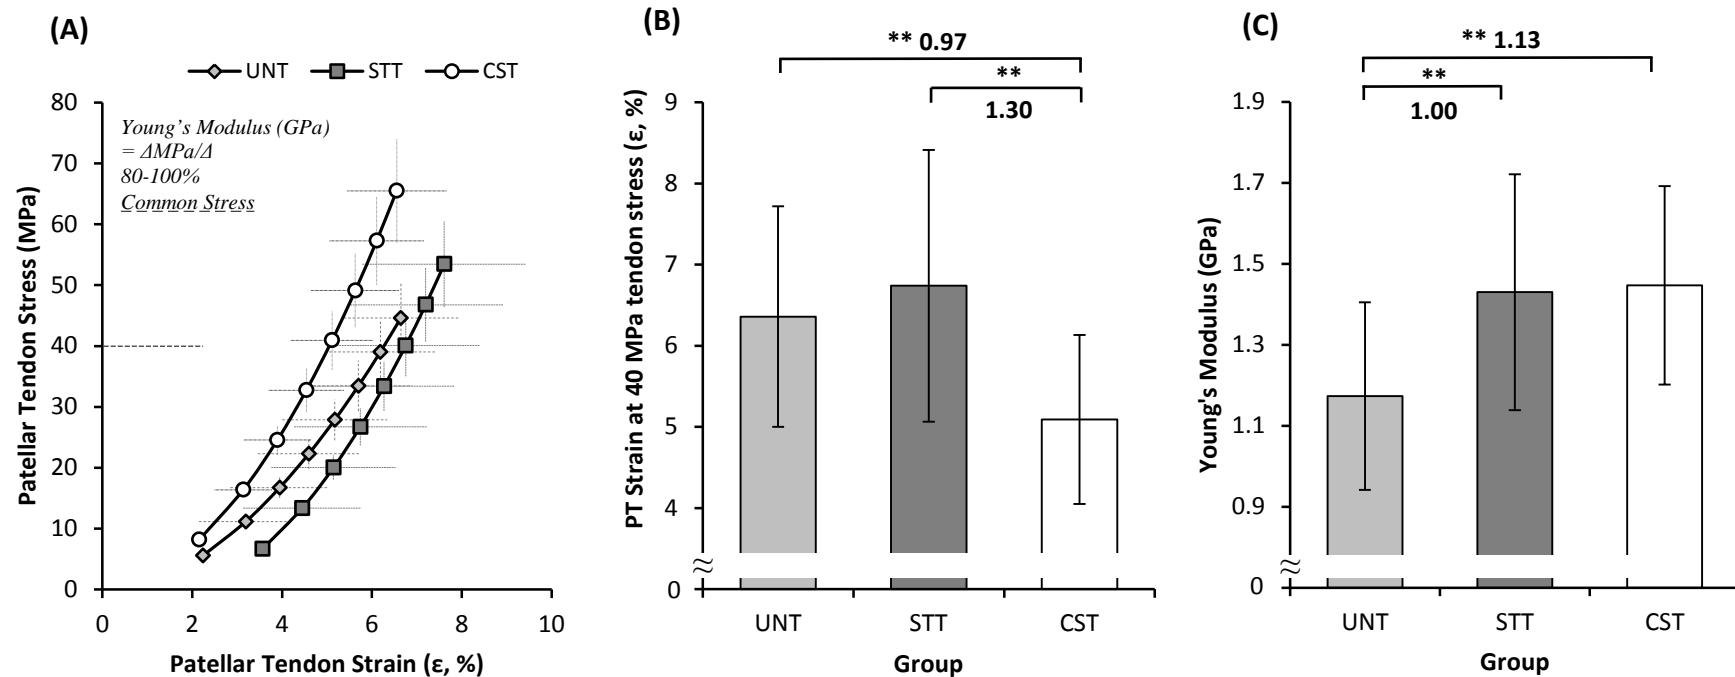 (A)
UNT STT CST
Young's Modulus (GPa)
= ΔMPa/Δ
80-100%
Common Stress
80
70
60
50
40
30
20
10
0
0 2 4 6 8 10
Patellar Tendon Stress (MPa)
Patellar Tendon Strain (ε, %)
(B)
** 0.97
**
1.30
9
8
7
6
5
4
0
PT Strain at 40 MPa tendon stress (ε, %)
UNT STT CST
Group
(C)
** 1.13
**
1.00
1.9
1.7
1.5
1.3
1.1
0.9
0
Young's Modulus (GPa)
UNT STT CST
Group